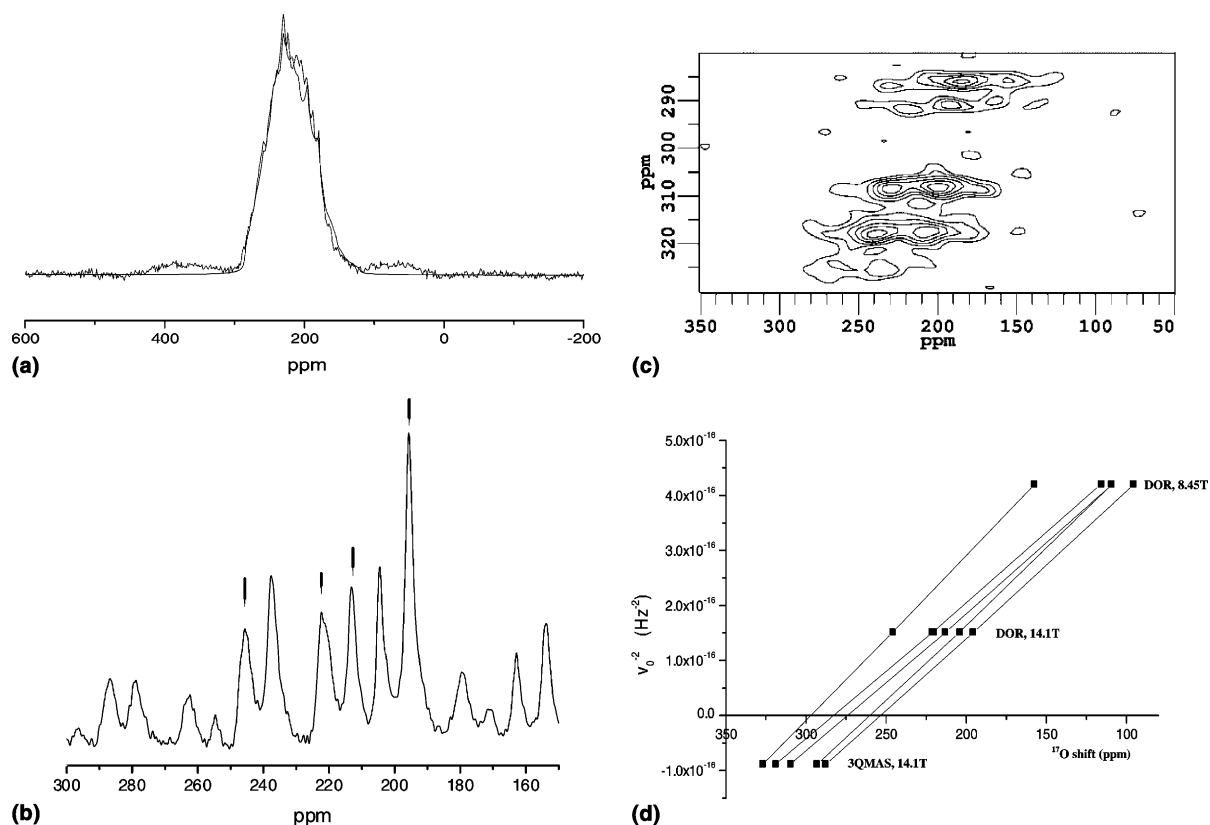 600 400 200 0 -200
ppm
(a)
290
300
310
320
ppm
350 300 250 200 150 100 50
ppm
(c)
300 280 260 240 220 200 180 160
ppm
(b)
5.0x10⁻¹⁶
4.0x10⁻¹⁶
3.0x10⁻¹⁶
2.0x10⁻¹⁶
1.0x10⁻¹⁶
0.0
-1.0x10⁻¹⁶
ν₀⁻² (Hz⁻²)
DOR, 8.45T
DOR, 14.1T
350 300 250 200 150 100
¹⁷O shift (ppm)
3QMAS, 14.1T
(d)